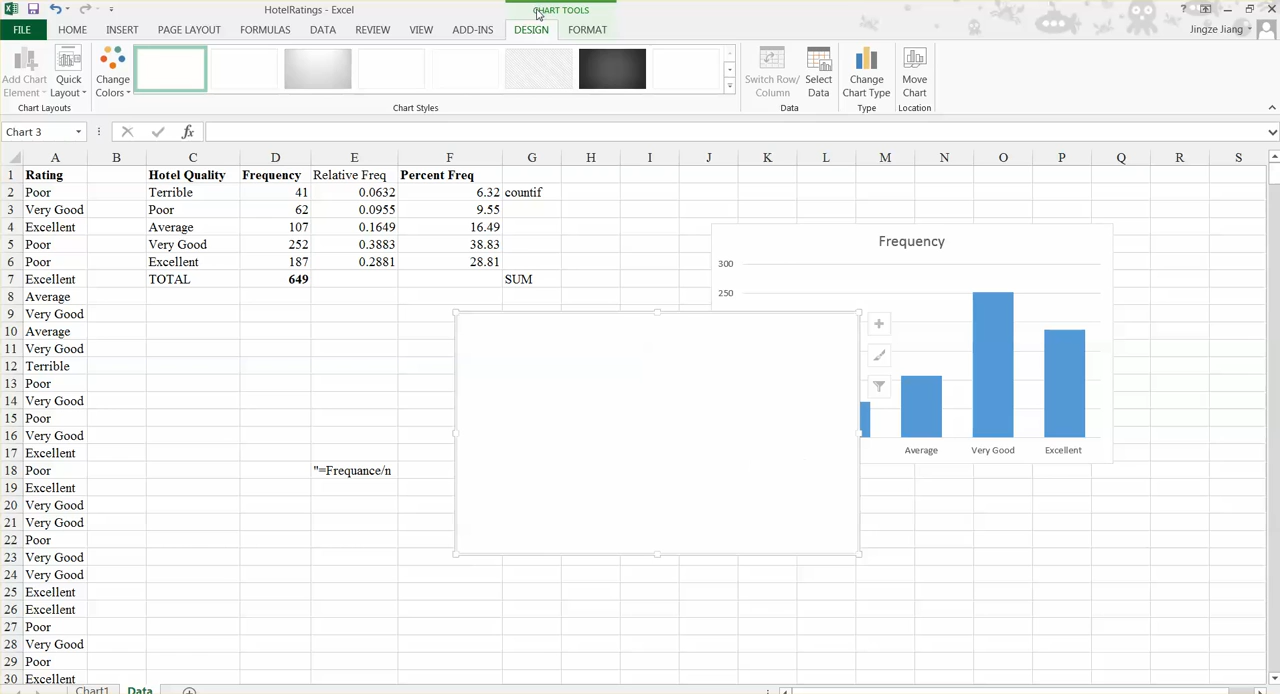 HotelRatings - Excel
CHART TOOLS
?
FILE HOME INSERT PAGE LAYOUT FORMULAS DATA REVIEW VIEW ADD-INS DESIGN FORMAT Jingze Jiang
Add Chart Element Quick Layout Change Colors Switch Row/ Column Select Data Change Chart Type Move Chart
Chart Layouts Chart Styles Data Type Location
Chart 3 fx
A B C D E F G H I J K L M N O P Q R S
1 Rating Hotel Quality Frequency Relative Freq Percent Freq
2 Poor Terrible 41 0.0632 6.32 countif
3 Very Good Poor 62 0.0955 9.55
4 Excellent Average 107 0.1649 16.49
5 Poor Very Good 252 0.3883 38.83
6 Poor Excellent 187 0.2881 28.81
7 Excellent TOTAL 649 SUM
8 Average
9 Very Good
10 Average
11 Very Good
12 Terrible
13 Poor
14 Very Good
15 Poor
16 Very Good
17 Excellent
18 Poor "=Frequance/n
19 Excellent
20 Very Good
21 Very Good
22 Poor
23 Very Good
24 Very Good
25 Excellent
26 Excellent
27 Poor
28 Very Good
29 Poor
30 Excellent
Frequency
300
250
Average Very Good Excellent
Chart1 Data